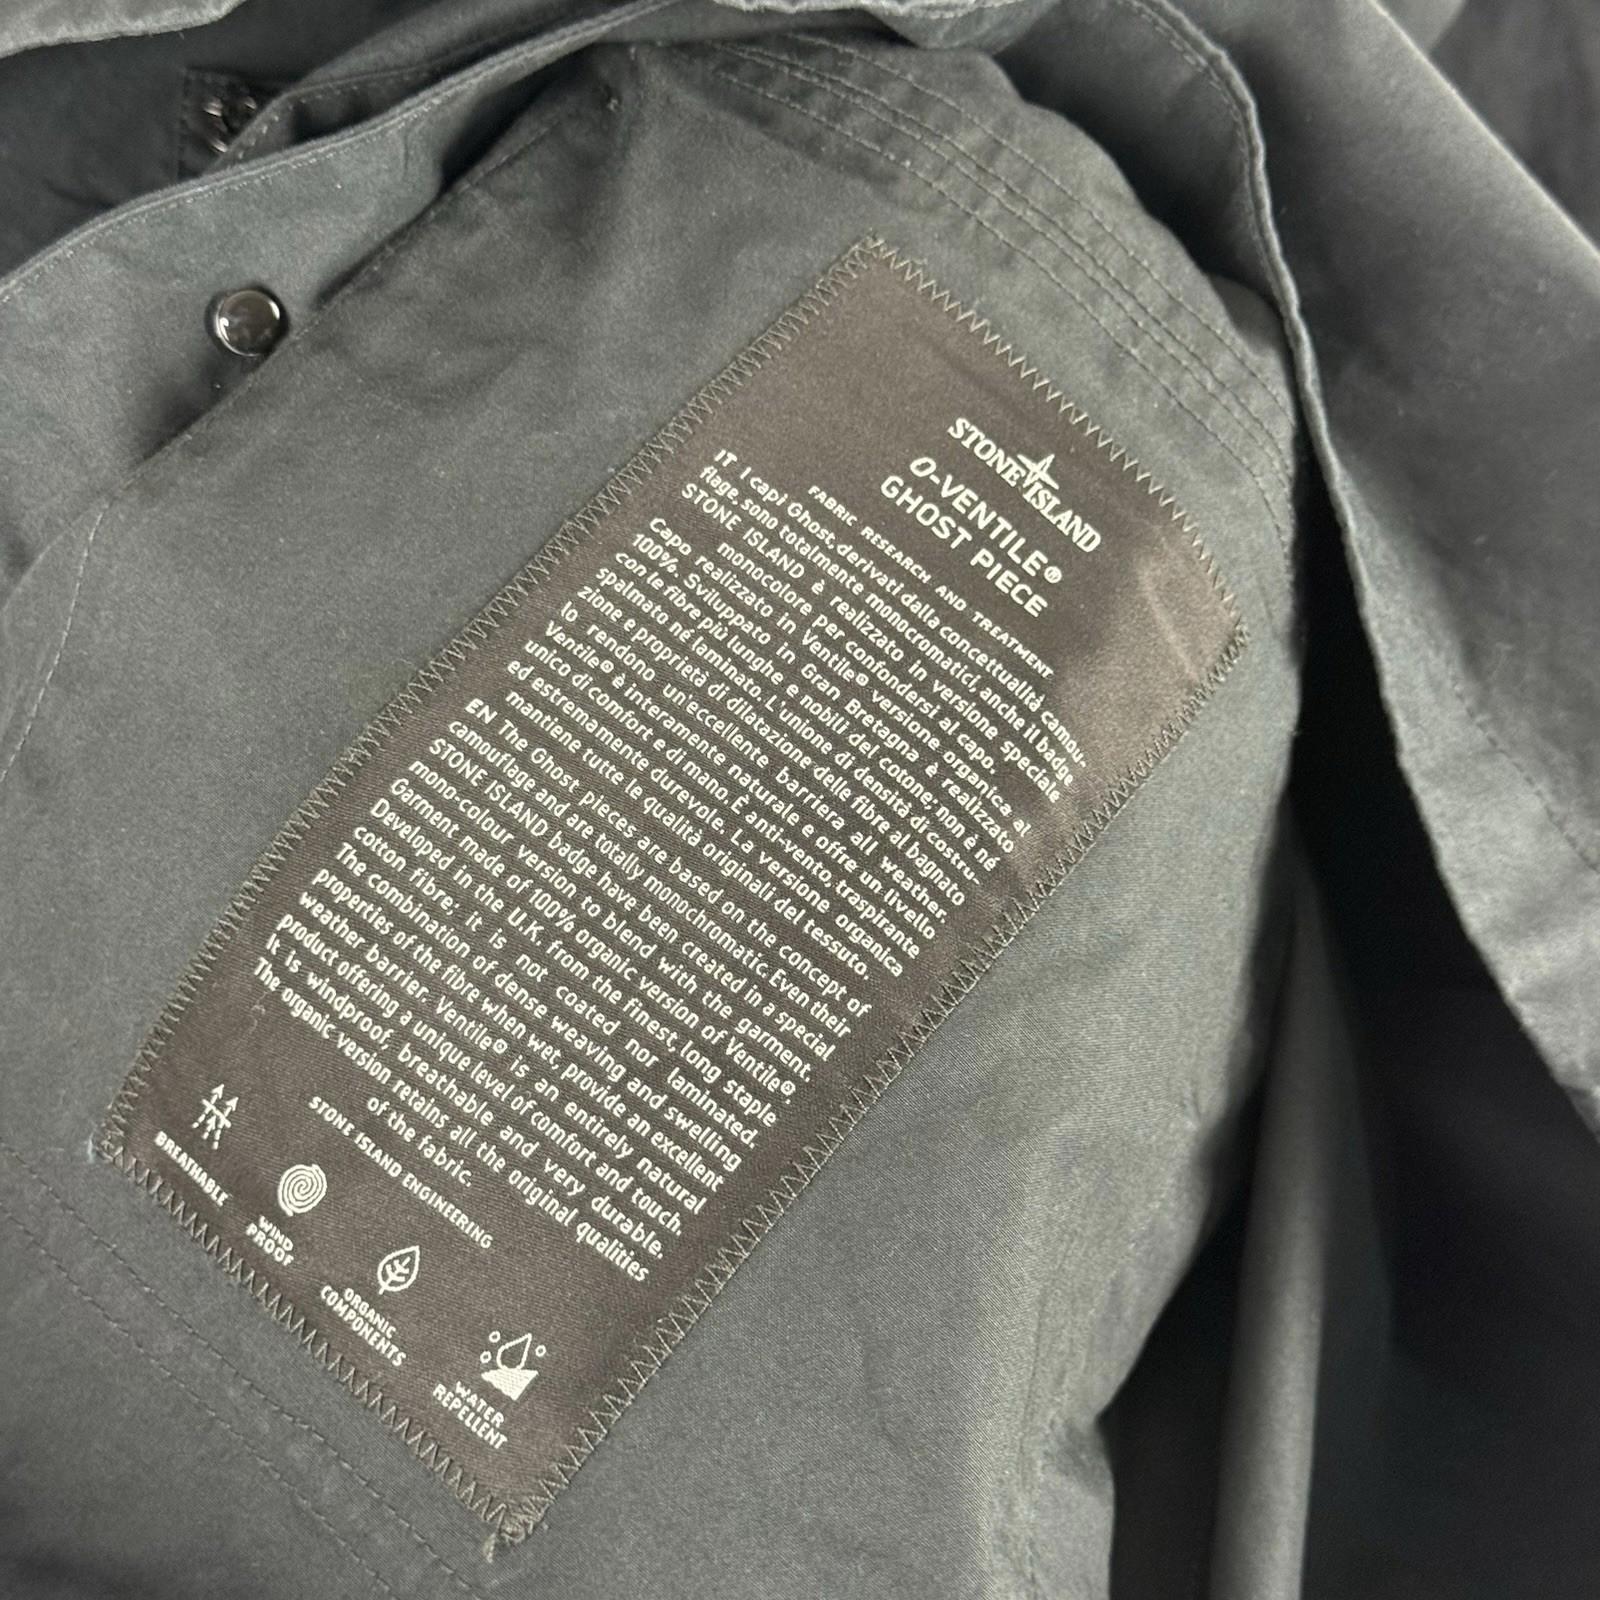 STONE ISLAND
O-VENTILE®
GHOST PIECE
FABRIC RESEARCH AND TREATMENT
IT I capi Ghost, derivati dalla concettualità camou-
flage, sono totalmente monocromatici, anche il badge
STONE ISLAND è realizzato in versione speciale
monocolore per confondersi al capo.
Capo realizzato in Ventile® versione organica al
100%. Sviluppato in Gran Bretagna è realizzato
con le fibre più lunghe e nobili del cotone; non è né
spalmato né laminato. L'unione di densità di costru-
zione e proprietà di dilatazione delle fibre al bagnato
lo rendono un'eccellente barriera all weather.
Ventile® è interamente naturale e offre un livello
unico di comfort e di mano. È anti-vento, traspirante
ed estremamente durevole. La versione organica
mantiene tutte le qualità originali del tessuto.
EN The Ghost pieces are based on the concept of
camouflage and are totally monochromatic. Even their
STONE ISLAND badge have been created in a special
mono-colour version to blend with the garment.
Garment made of 100% organic version of Ventile®.
Developed in the U.K. from the finest, long staple
cotton fibre; it is not coated nor laminated.
The combination of dense weaving and swelling
properties of the fibre when wet, provide an excellent
weather barrier. Ventile® is an entirely natural
product offering a unique level of comfort and touch.
It is windproof, breathable and very durable.
The organic version retains all the original qualities
of the fabric.
STONE ISLAND ENGINEERING
BREATHABLE
WIND
PROOF
ORGANIC
COMPONENTS
WATER
REPELLENT